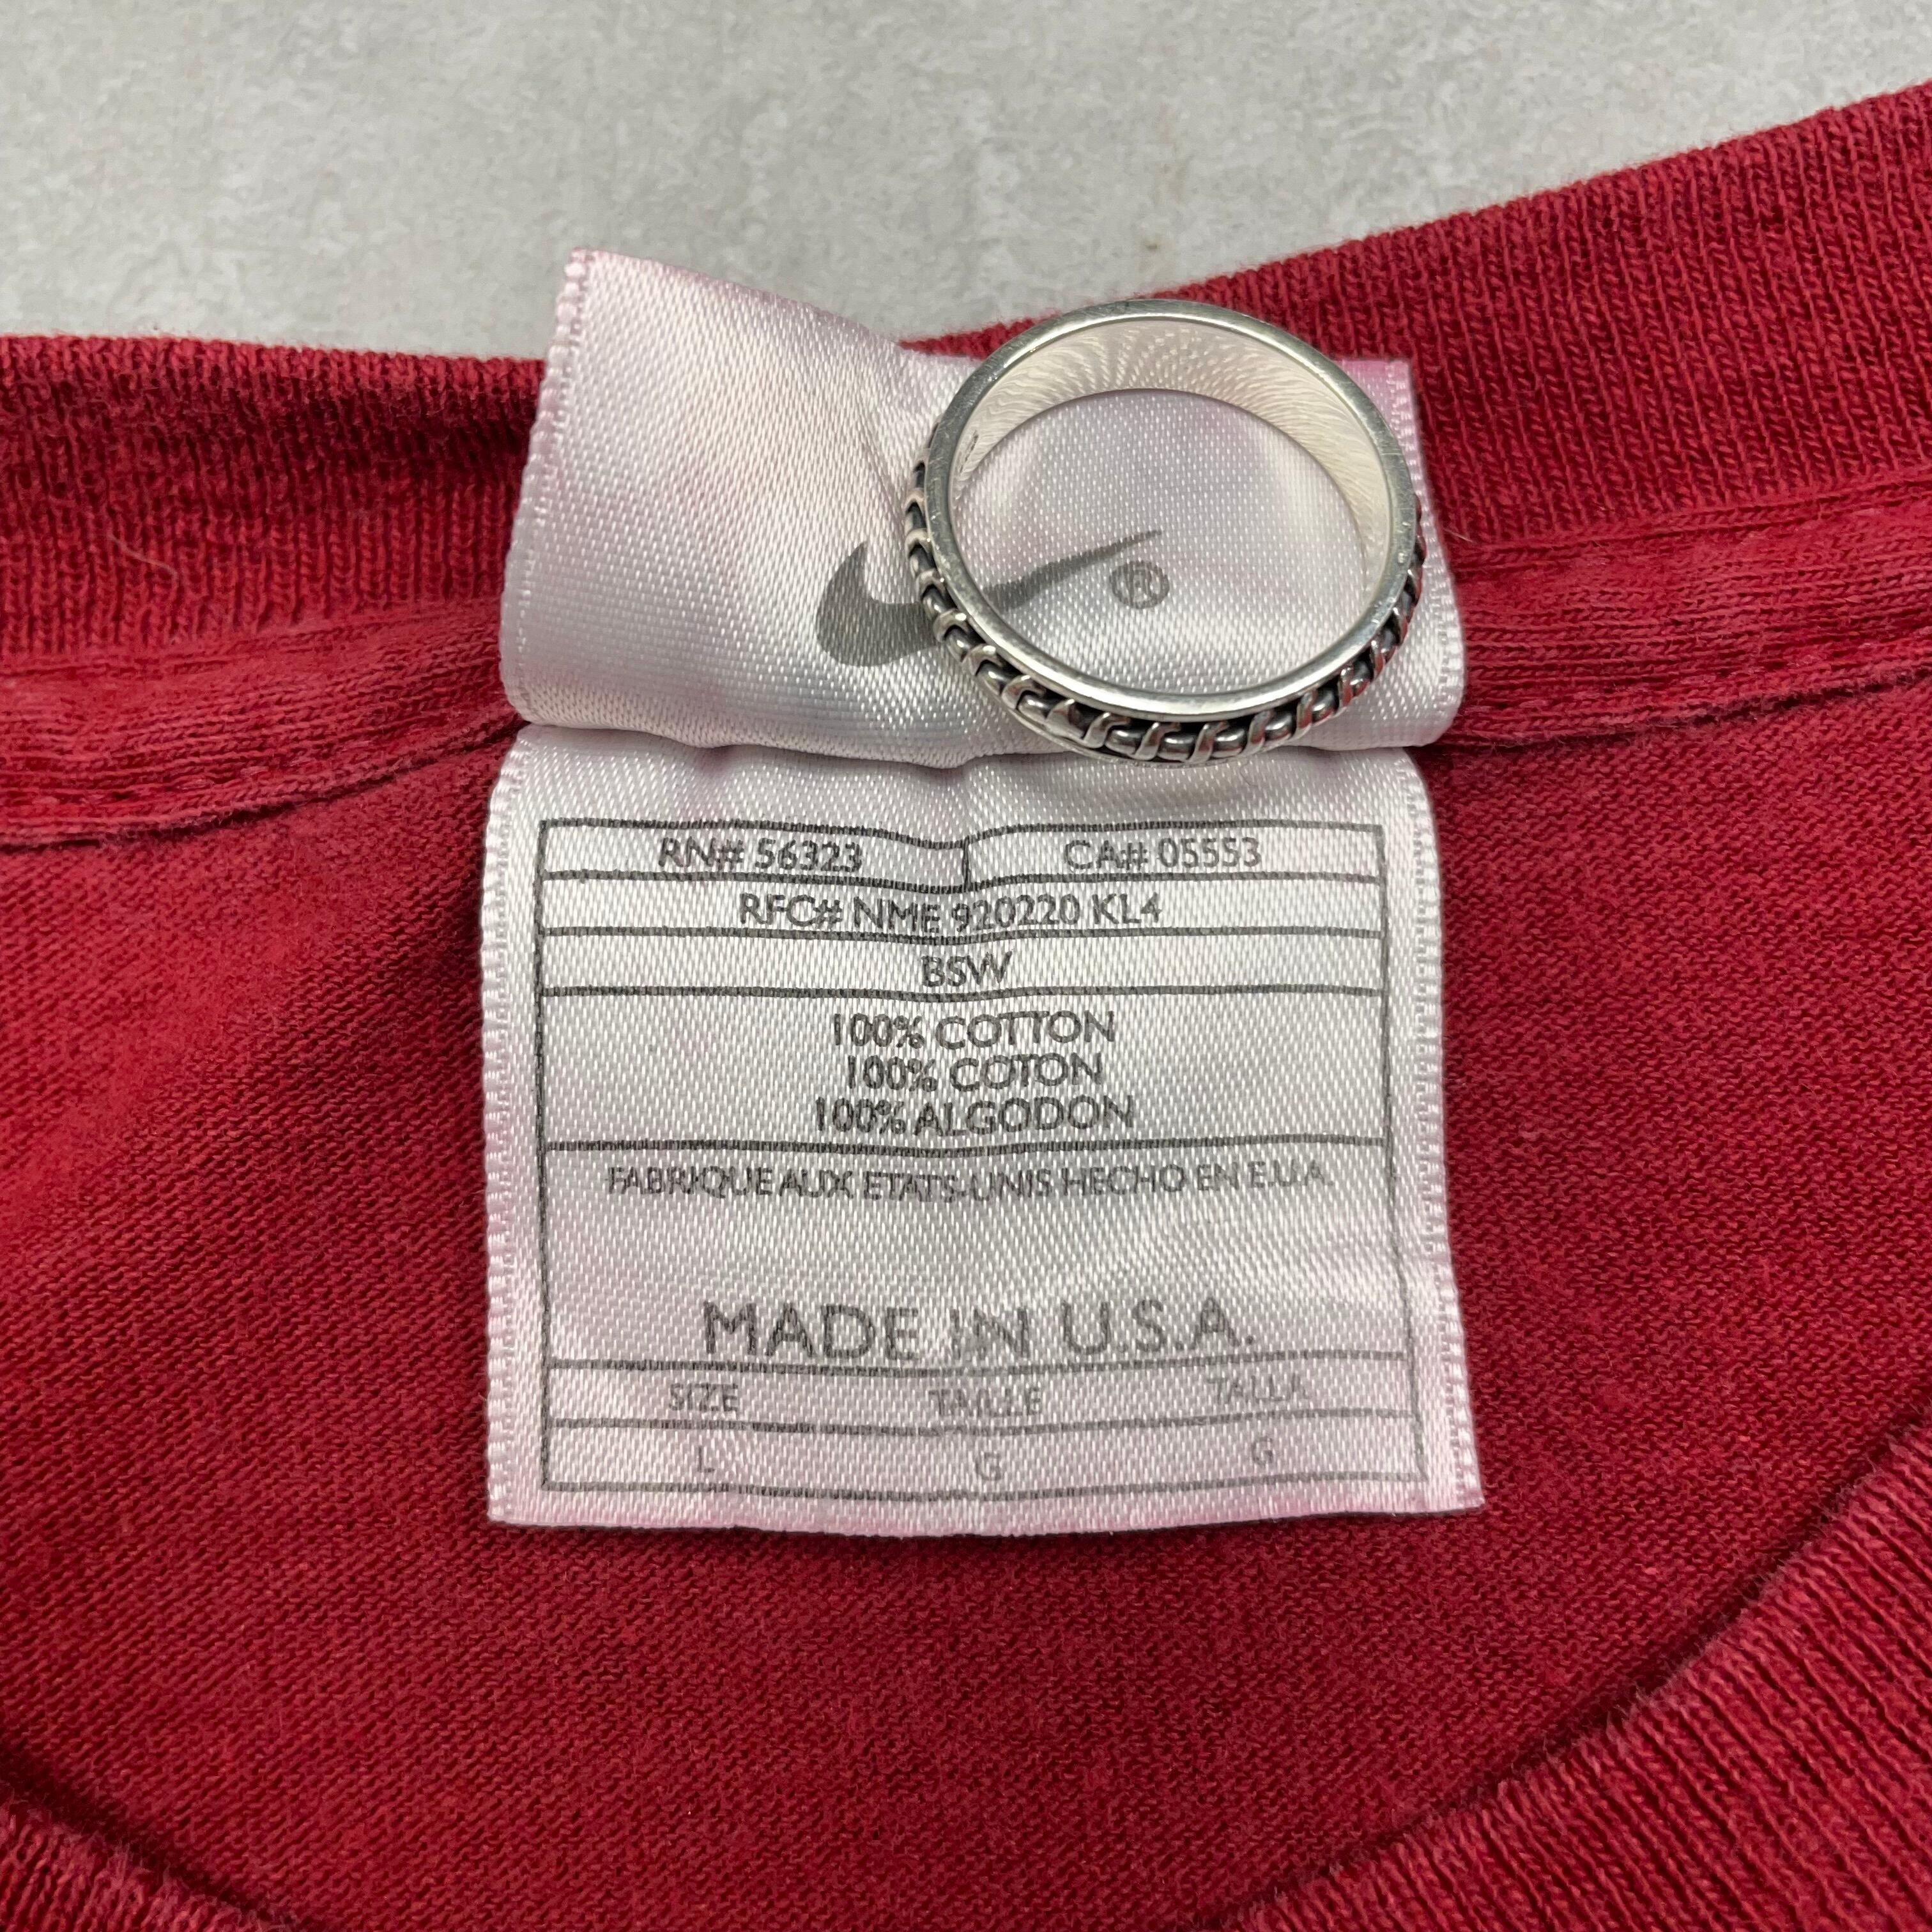 ®
RN# 56323 CA# 05553
RFC# NME 920220 KL4
BSW
100% COTTON
100% COTON
100% ALGODON
FABRIQUE AUX ETATS-UNIS HECHO EN E.U.A
MADE IN U.S.A.
SIZE TAILLE TALLA
L G G